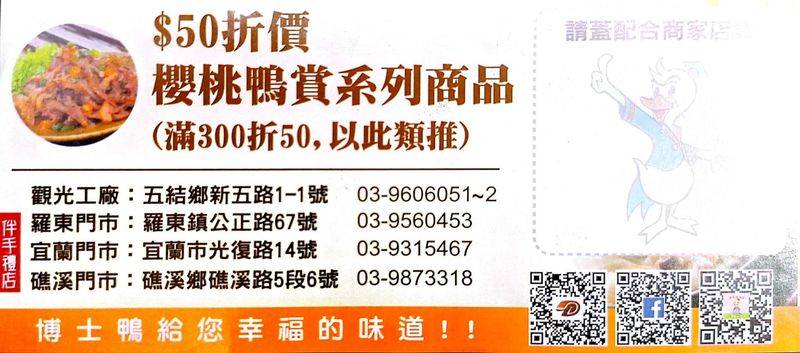 $50折價
櫻桃鴨賞系列商品
(滿300折50, 以此類推)
請蓋配合商家店章
觀光工廠：五結鄉新五路1-1號 03-9606051~2
羅東門市：羅東鎮公正路67號 03-9560453
宜蘭門市：宜蘭市光復路14號 03-9315467
礁溪門市：礁溪鄉礁溪路5段6號 03-9873318
伴手禮店
博士鴨給您幸福的味道!!